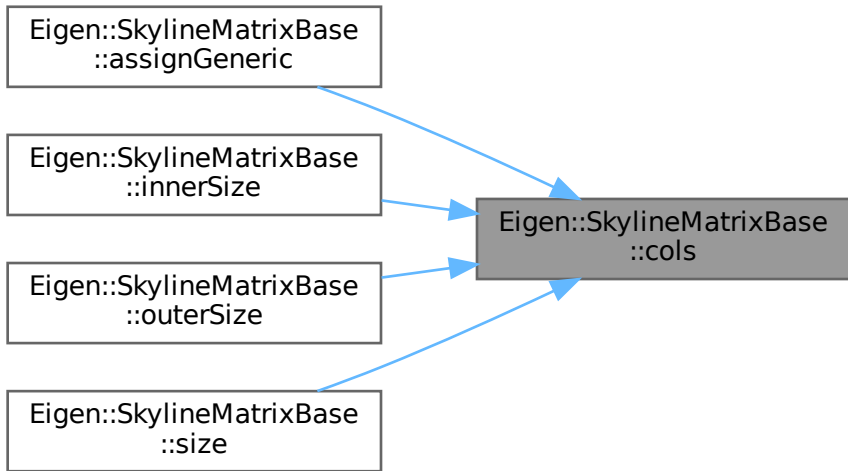 Eigen::SkylineMatrixBase
::assignGeneric
Eigen::SkylineMatrixBase
::innerSize
Eigen::SkylineMatrixBase
::cols
Eigen::SkylineMatrixBase
::outerSize
Eigen::SkylineMatrixBase
::size